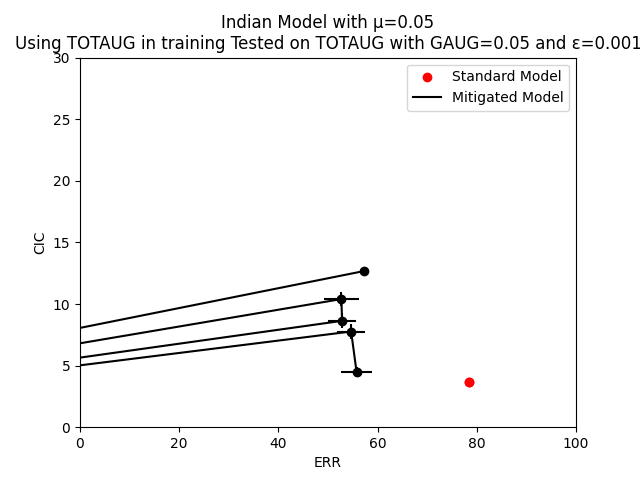 Indian Model with μ=0.05
Using TOTAUG in training Tested on TOTAUG with GAUG=0.05 and ε=0.001
30
25
20
15
10
5
0
CIC
Standard Model
Mitigated Model
0 20 40 60 80 100
ERR